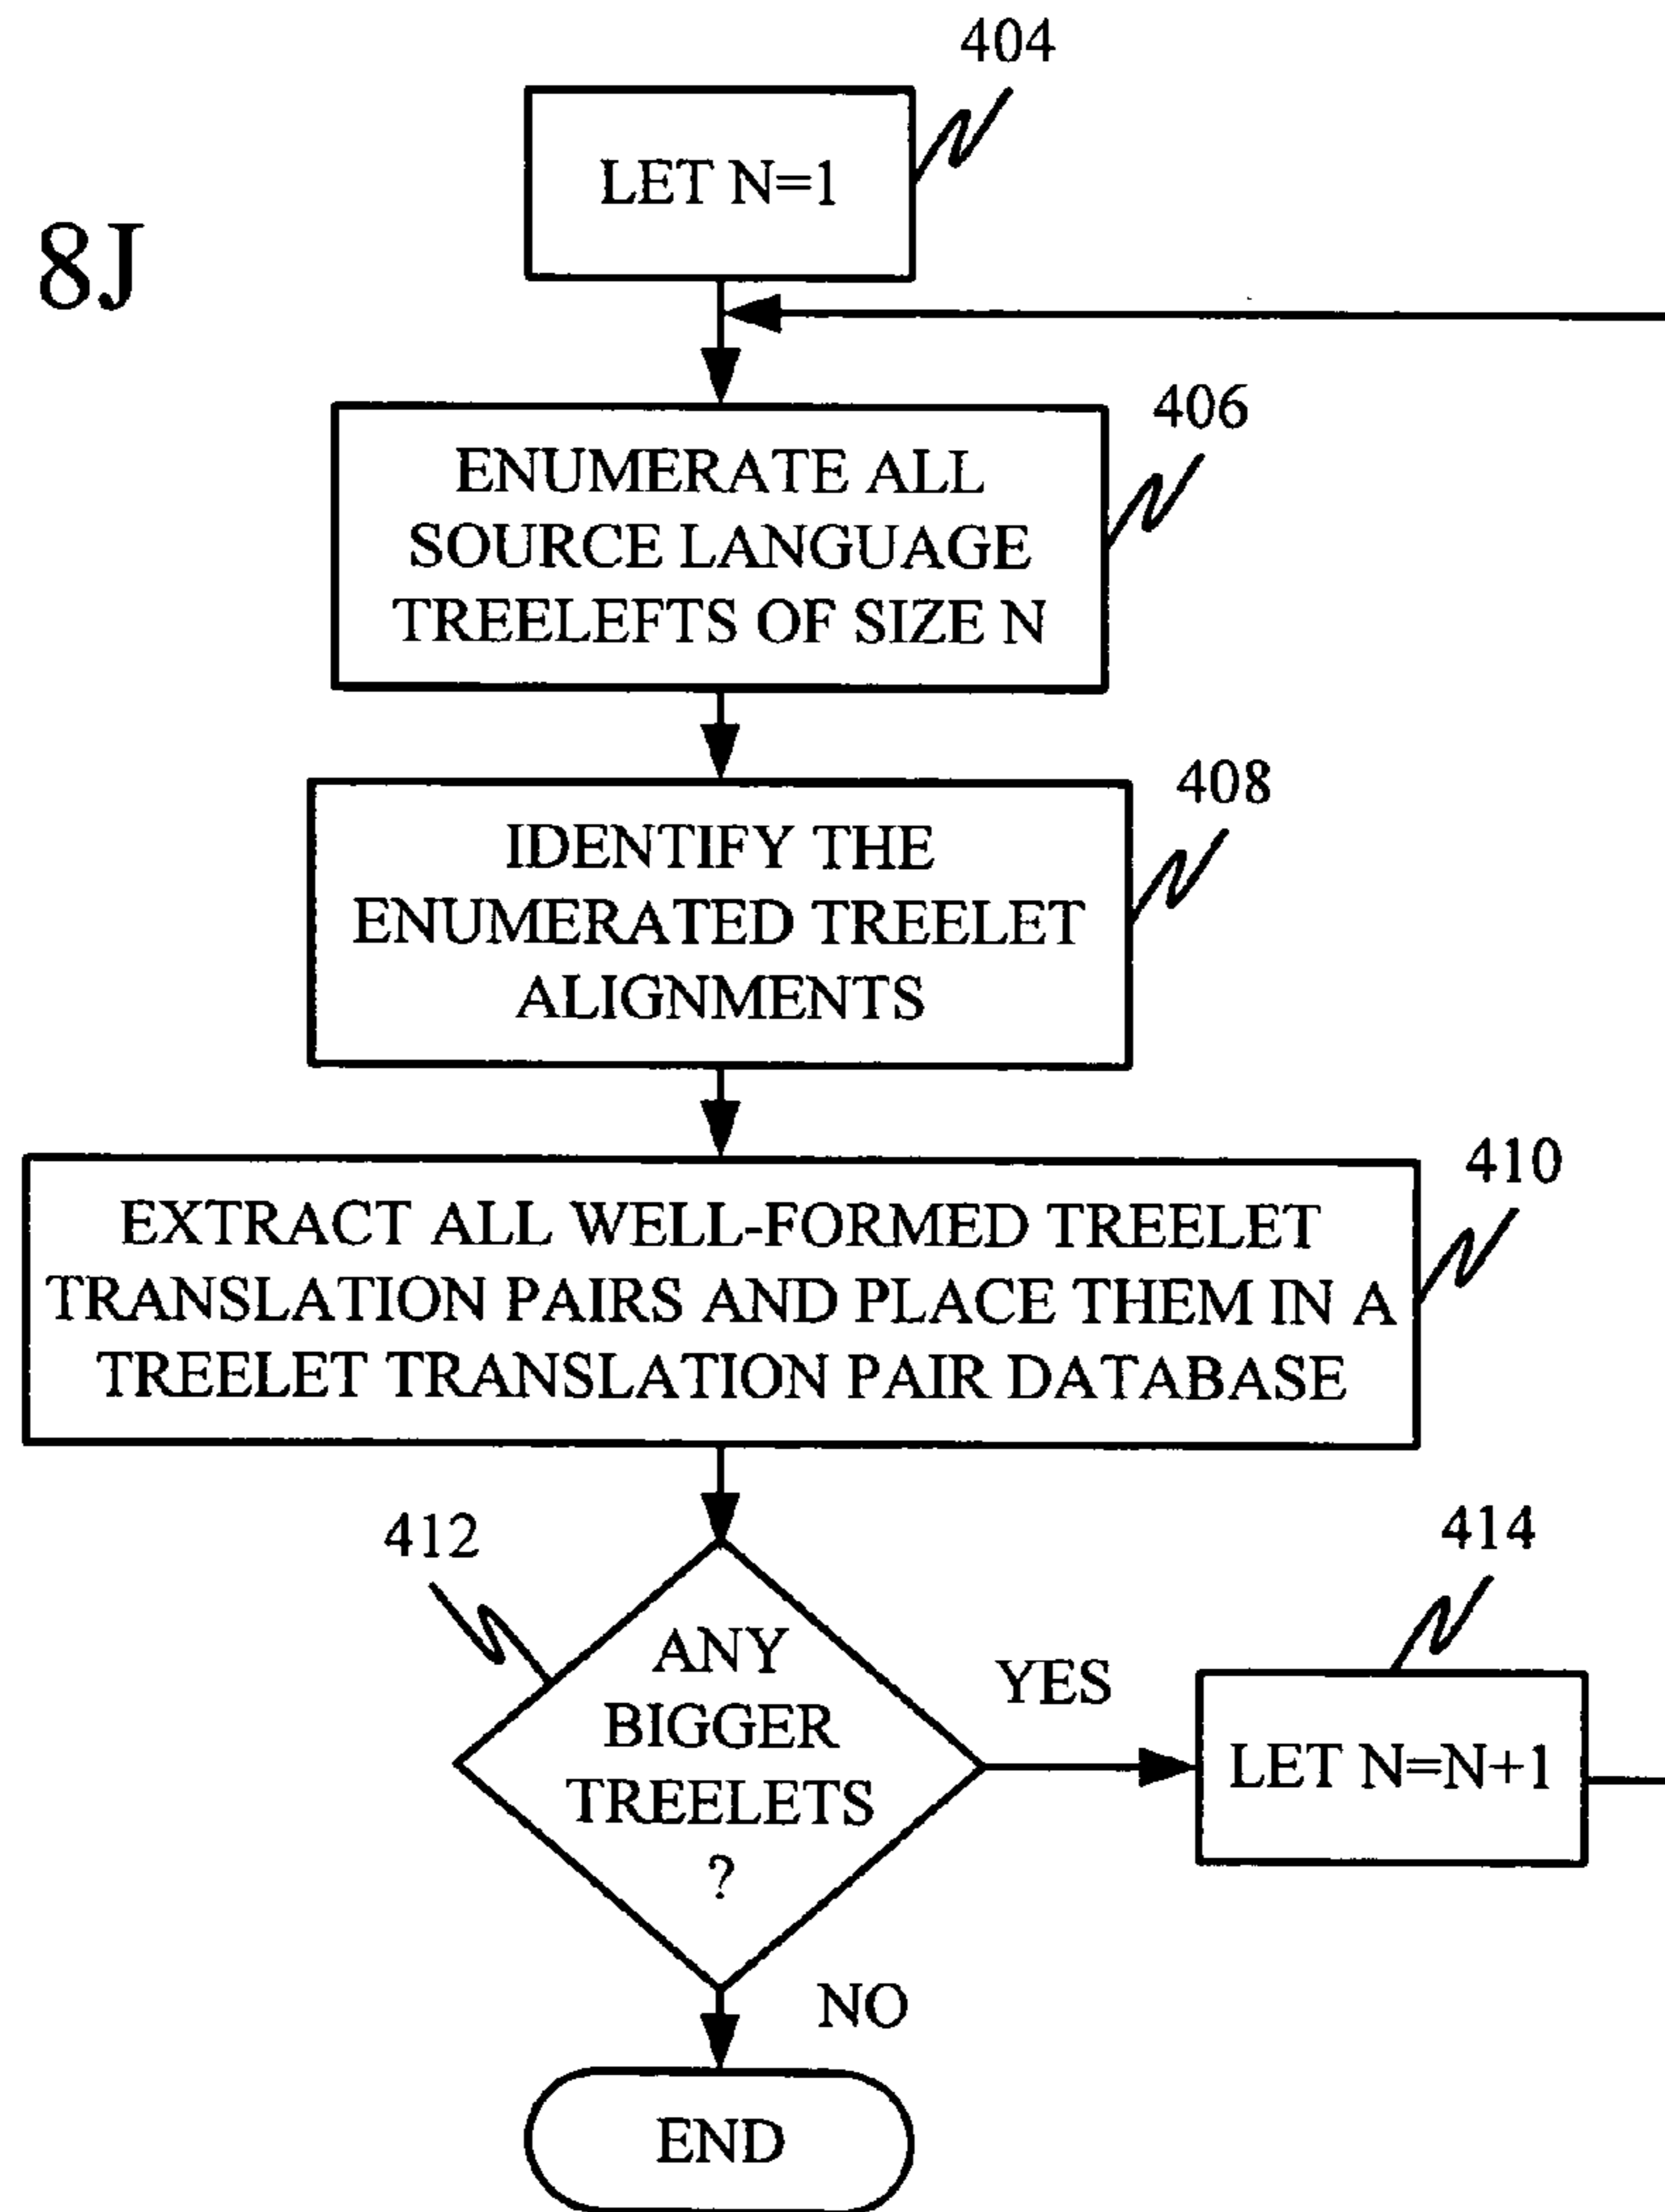 404
LET N=1
8J
406
ENUMERATE ALL
SOURCE LANGUAGE
TREELEFTS OF SIZE N
408
IDENTIFY THE
ENUMERATED TREELET
ALIGNMENTS
410
EXTRACT ALL WELL-FORMED TREELET
TRANSLATION PAIRS AND PLACE THEM IN A
TREELET TRANSLATION PAIR DATABASE
412
414
ANY
BIGGER
TREELETS
?
YES
LET N=N+1
NO
END